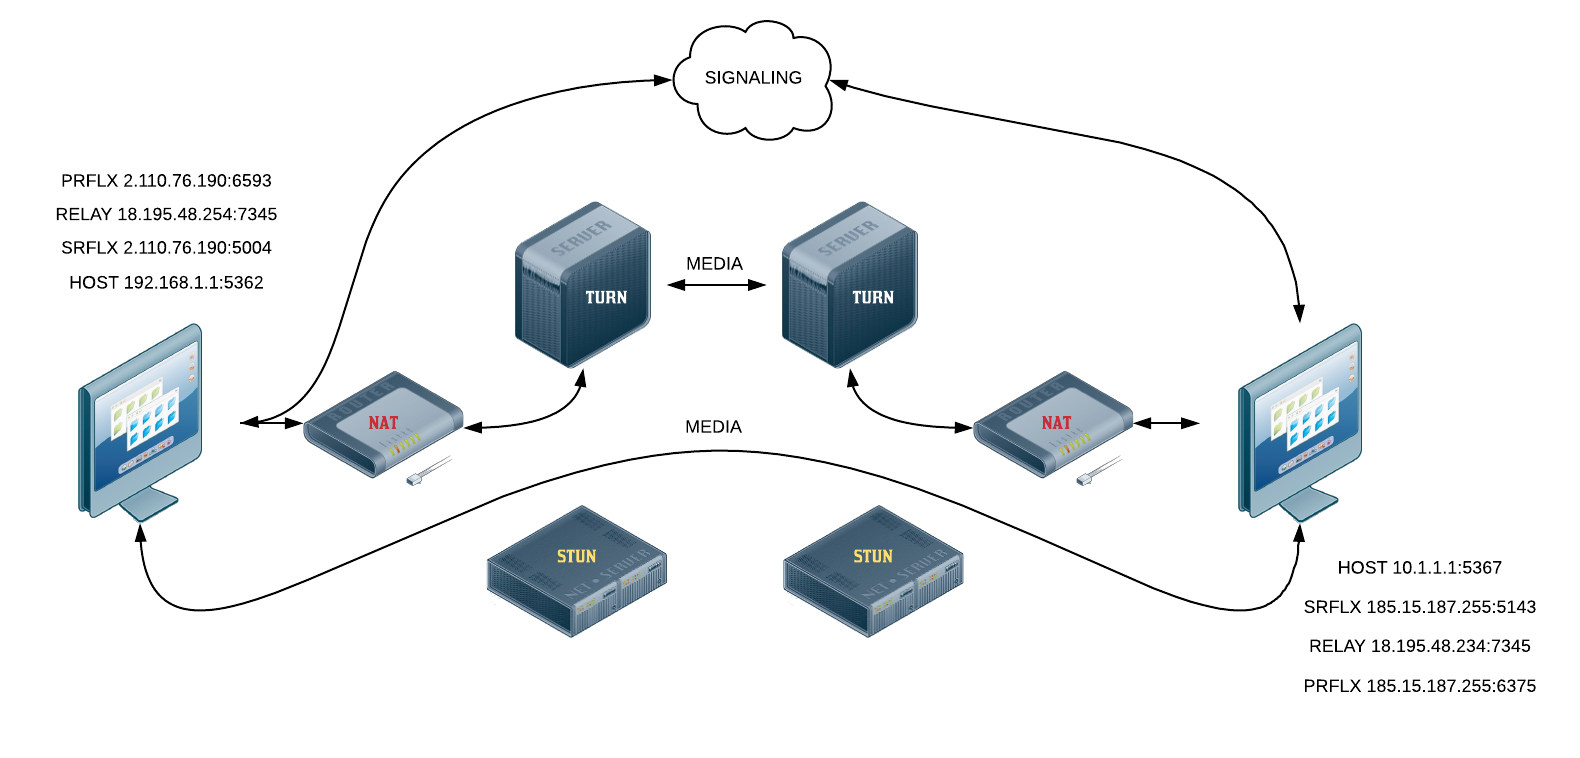 SIGNALING
PRFLX 2.110.76.190:6593
RELAY 18.195.48.254:7345
SRFLX 2.110.76.190:5004
HOST 192.168.1.1:5362
SERVER
TURN
MEDIA
SERVER
TURN
ROUTER
NAT
ROUTER
NAT
MEDIA
STUN
NET SERVER
STUN
NET SERVER
HOST 10.1.1.1:5367
SRFLX 185.15.187.255:5143
RELAY 18.195.48.234:7345
PRFLX 185.15.187.255:6375